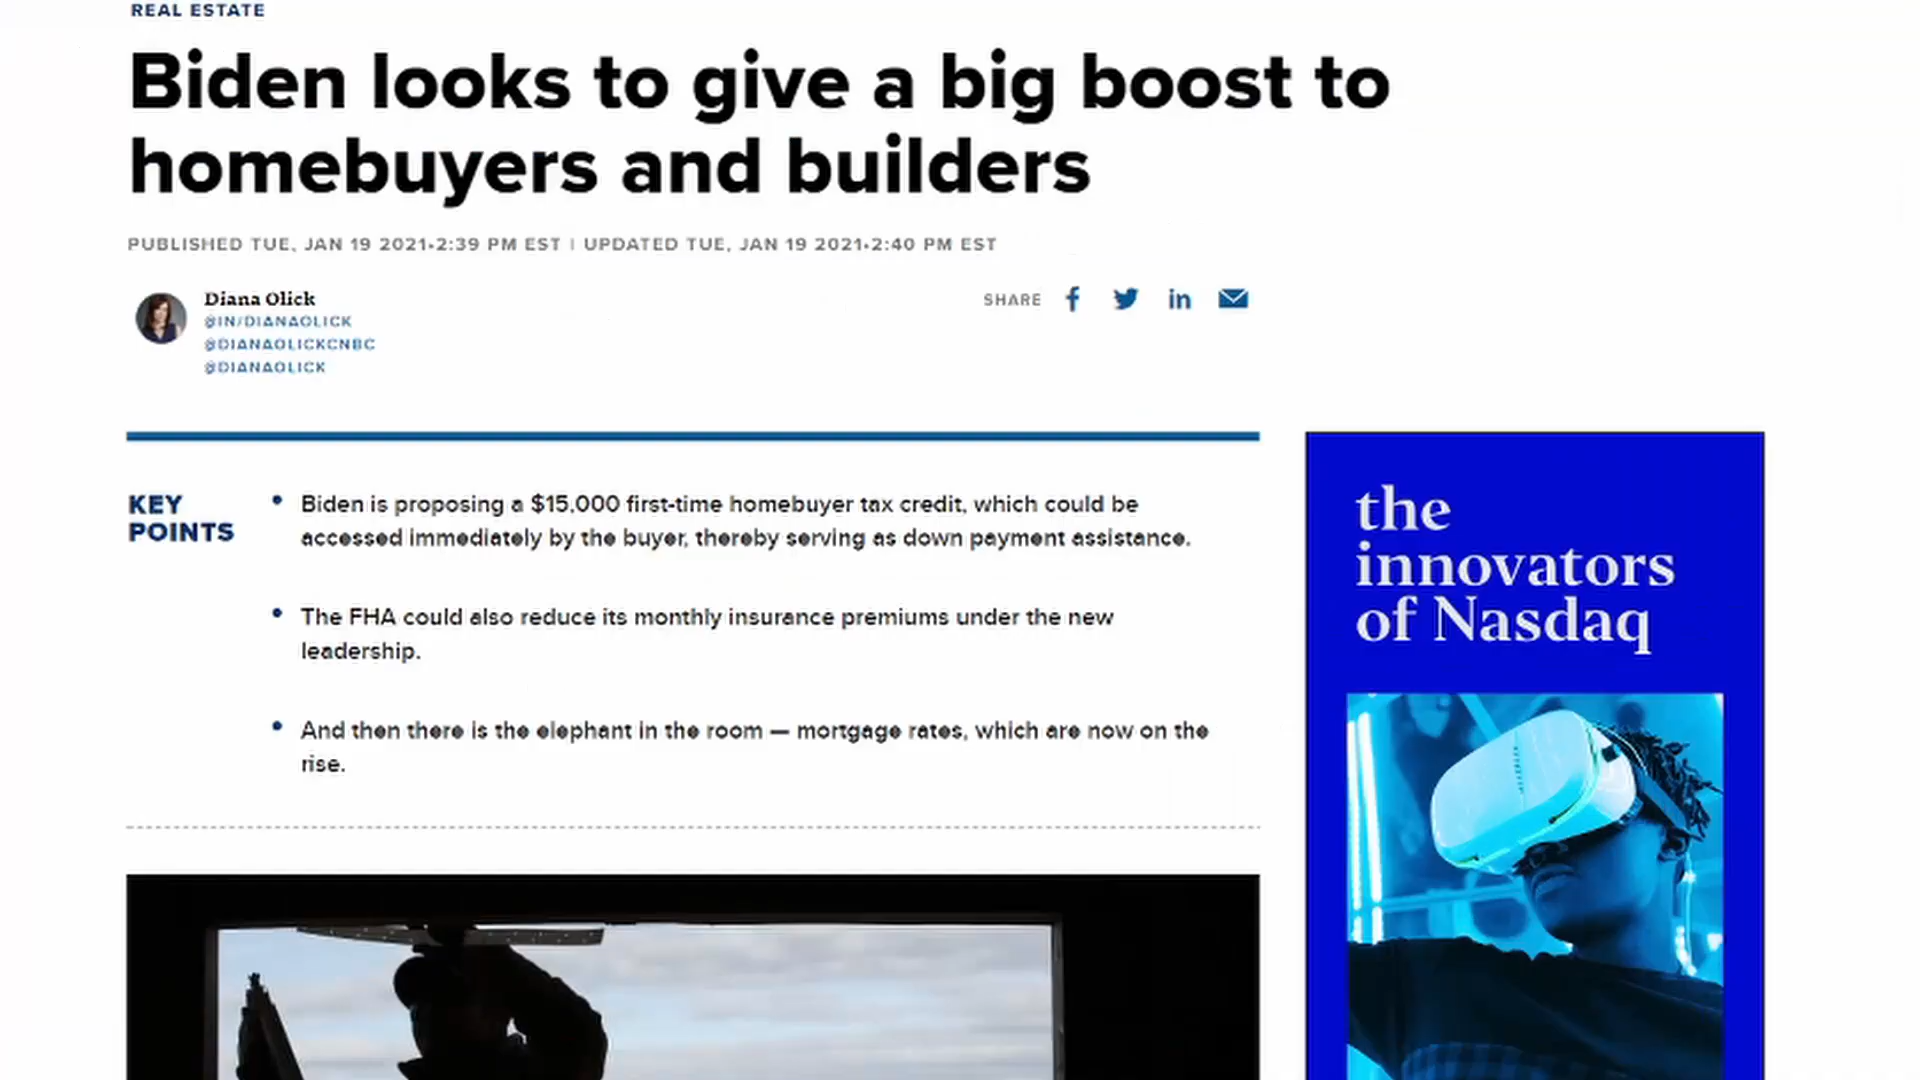 REAL ESTATE
Biden looks to give a big boost to
homebuyers and builders
PUBLISHED TUE, JAN 19 2021•2:39 PM EST | UPDATED TUE, JAN 19 2021•2:40 PM EST
Diana Olick
@IN/DIANAOLICK
@DIANAOLICKCNBC
@DIANAOLICK
SHARE
KEY
POINTS
Biden is proposing a $15,000 first-time homebuyer tax credit, which could be
accessed immediately by the buyer, thereby serving as down payment assistance.
The FHA could also reduce its monthly insurance premiums under the new
leadership.
And then there is the elephant in the room — mortgage rates, which are now on the
rise.
the
innovators
of Nasdaq